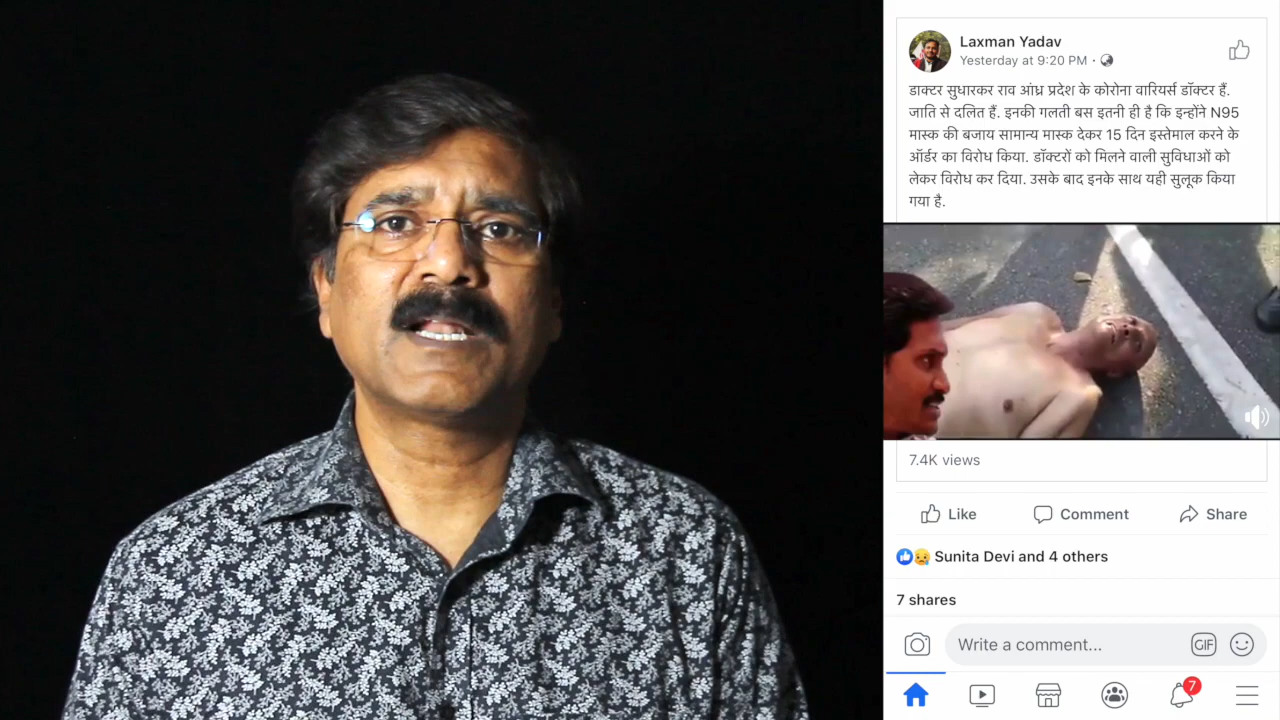 Laxman Yadav
Yesterday at 9:20 PM ·
डाक्टर सुधारकर राव आंध्र प्रदेश के कोरोना वारियर्स डॉक्टर हैं.
जाति से दलित हैं. इनकी गलती बस इतनी ही है कि इन्होंने N95
मास्क की बजाय सामान्य मास्क देकर 15 दिन इस्तेमाल करने के
ऑर्डर का विरोध किया. डॉक्टरों को मिलने वाली सुविधाओं को
लेकर विरोध कर दिया. उसके बाद इनके साथ यही सुलूक किया
गया है.
7.4K views
Like Comment Share
Sunita Devi and 4 others
7 shares
Write a comment... GIF
7